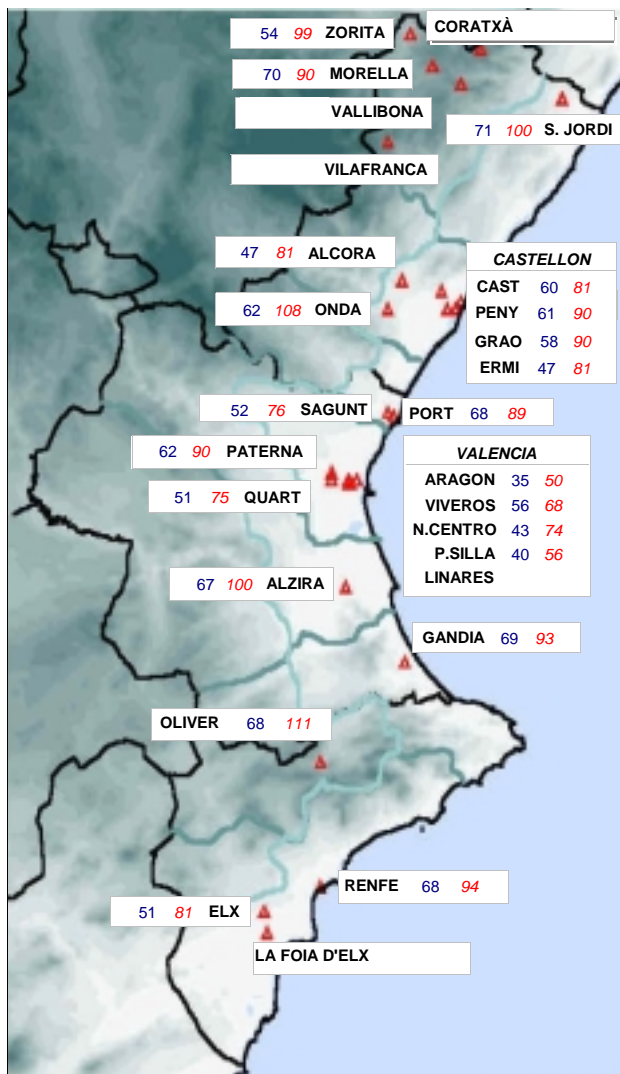 54 99 ZORITA
CORATXÀ
70 90 MORELLA
VALLIBONA
71 100 S. JORDI
VILAFRANCA
47 81 ALCORA
CASTELLON
CAST 60 81
PENY 61 90
GRAO 58 90
ERMI 47 81
62 108 ONDA
52 76 SAGUNT
PORT 68 89
62 90 PATERNA
51 75 QUART
VALENCIA
ARAGON 35 50
VIVEROS 56 68
N.CENTRO 43 74
P.SILLA 40 56
LINARES
67 100 ALZIRA
GANDIA 69 93
OLIVER 68 111
RENFE 68 94
51 81 ELX
LA FOIA D'ELX